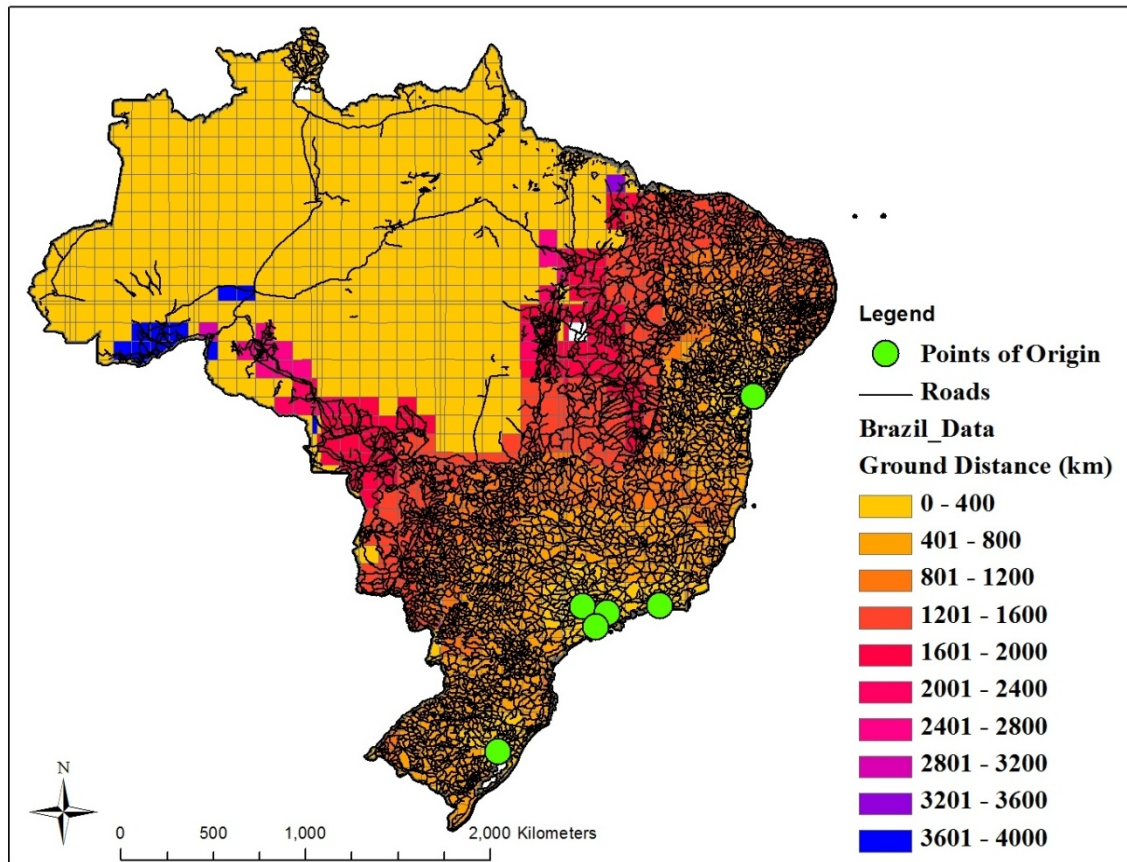 Legend
Points of Origin
Roads
Brazil_Data
Ground Distance (km)
0 - 400
401 - 800
801 - 1200
1201 - 1600
1601 - 2000
2001 - 2400
2401 - 2800
2801 - 3200
3201 - 3600
3601 - 4000
N
0 500 1,000 2,000 Kilometers